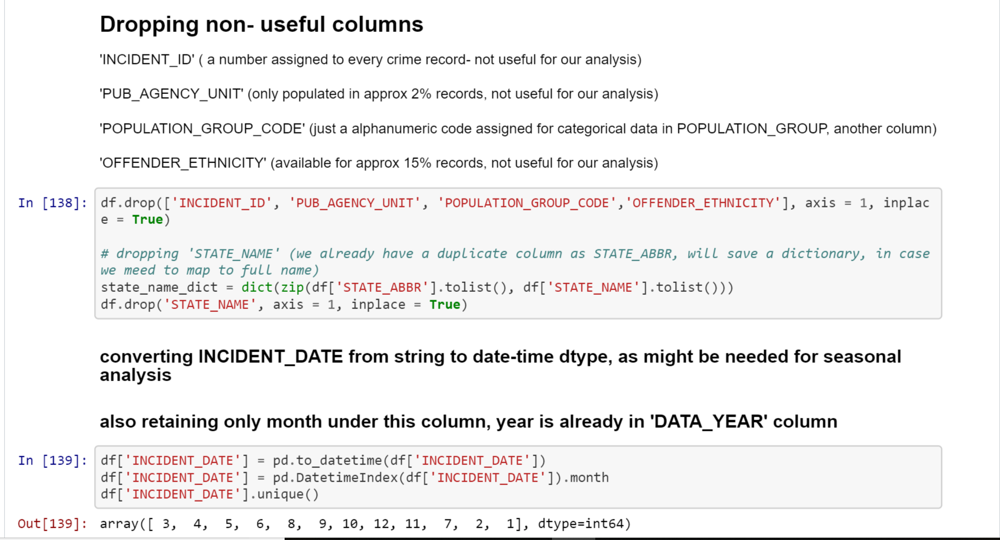 Dropping non- useful columns
'INCIDENT_ID' ( a number assigned to every crime record- not useful for our analysis)
'PUB_AGENCY_UNIT' (only populated in approx 2% records, not useful for our analysis)
'POPULATION_GROUP_CODE' (just a alphanumeric code assigned for categorical data in POPULATION_GROUP, another column)
'OFFENDER_ETHNICITY' (available for approx 15% records, not useful for our analysis)
In [138]: df.drop(['INCIDENT_ID', 'PUB_AGENCY_UNIT', 'POPULATION_GROUP_CODE','OFFENDER_ETHNICITY'], axis = 1, inplac
e = True)
# dropping 'STATE_NAME' (we already have a duplicate column as STATE_ABBR, will save a dictionary, in case
we meed to map to full name)
state_name_dict = dict(zip(df['STATE_ABBR'].tolist(), df['STATE_NAME'].tolist()))
df.drop('STATE_NAME', axis = 1, inplace = True)
converting INCIDENT_DATE from string to date-time dtype, as might be needed for seasonal
analysis
also retaining only month under this column, year is already in 'DATA_YEAR' column
In [139]: df['INCIDENT_DATE'] = pd.to_datetime(df['INCIDENT_DATE'])
df['INCIDENT_DATE'] = pd.DatetimeIndex(df['INCIDENT_DATE']).month
df['INCIDENT_DATE'].unique()
Out[139]: array([ 3, 4, 5, 6, 8, 9, 10, 12, 11, 7, 2, 1], dtype=int64)